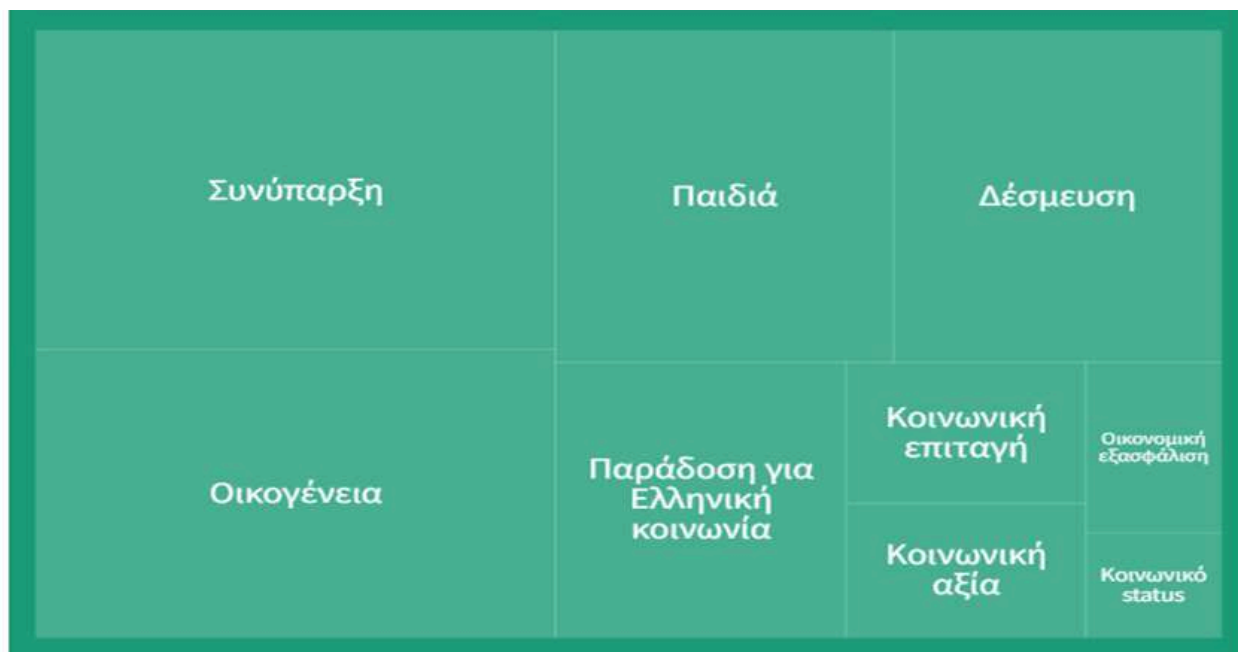 Συνύπαρξη
Παιδιά
Δέσμευση
Οικογένεια
Παράδοση για
Ελληνική
κοινωνία
Κοινωνική
επιταγή
Οικονομική
εξασφάλιση
Κοινωνική
αξία
Κοινωνικό
status